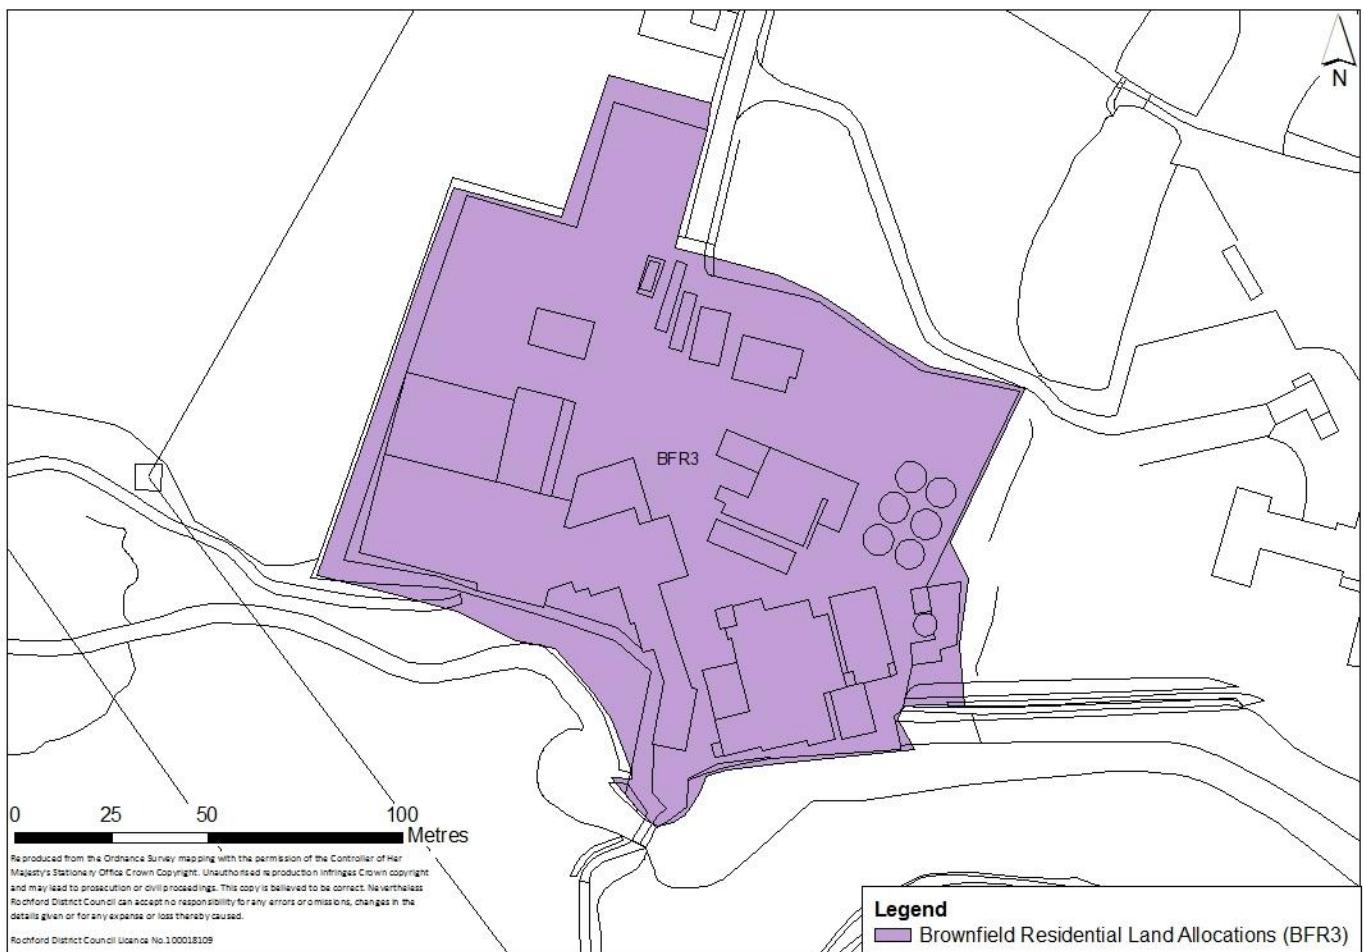 N
BFR3
0 25 50 100
Metres
Reproduced from the Ordnance Survey mapping with the permission of the Controller of Her
Majesty's Stationery Office Crown Copyright. Unauthorised reproduction infringes Crown copyright
and may lead to prosecution or civil proceedings. This copy is believed to be correct. Nevertheless
Rochford District Council can accept no responsibility for any errors or omissions, changes in the
details given or for any expense or loss thereby caused.
Rochford District Council Licence No.100018109
Legend
Brownfield Residential Land Allocations (BFR3)